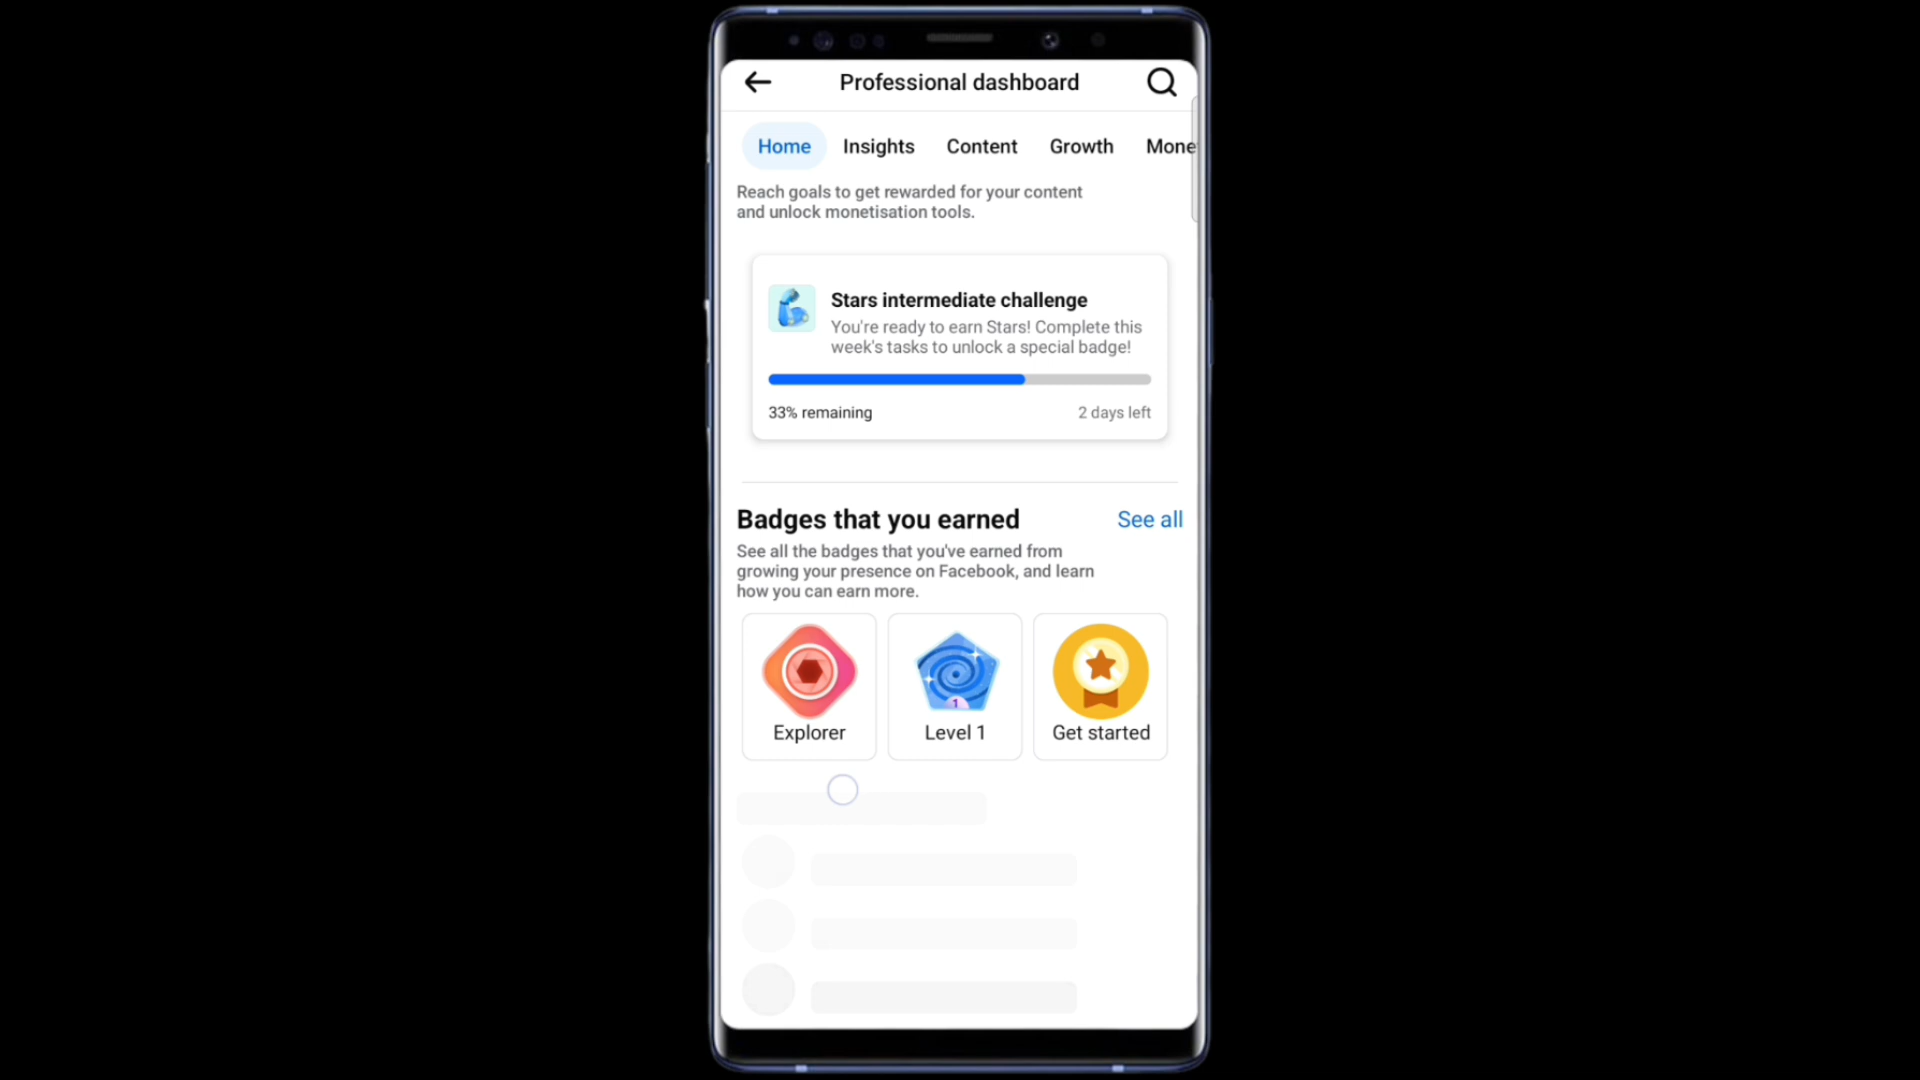 Professional dashboard
Home Insights Content Growth Mone
Reach goals to get rewarded for your content
and unlock monetisation tools.
Stars intermediate challenge
You're ready to earn Stars! Complete this
week's tasks to unlock a special badge!
33% remaining 2 days left
Badges that you earned See all
See all the badges that you've earned from
growing your presence on Facebook, and learn
how you can earn more.
1
Explorer Level 1 Get started